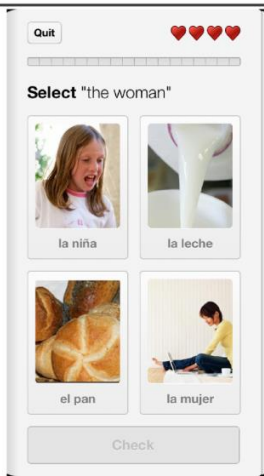 Quit
Select "the woman"
la niña
la leche
el pan
la mujer
Check